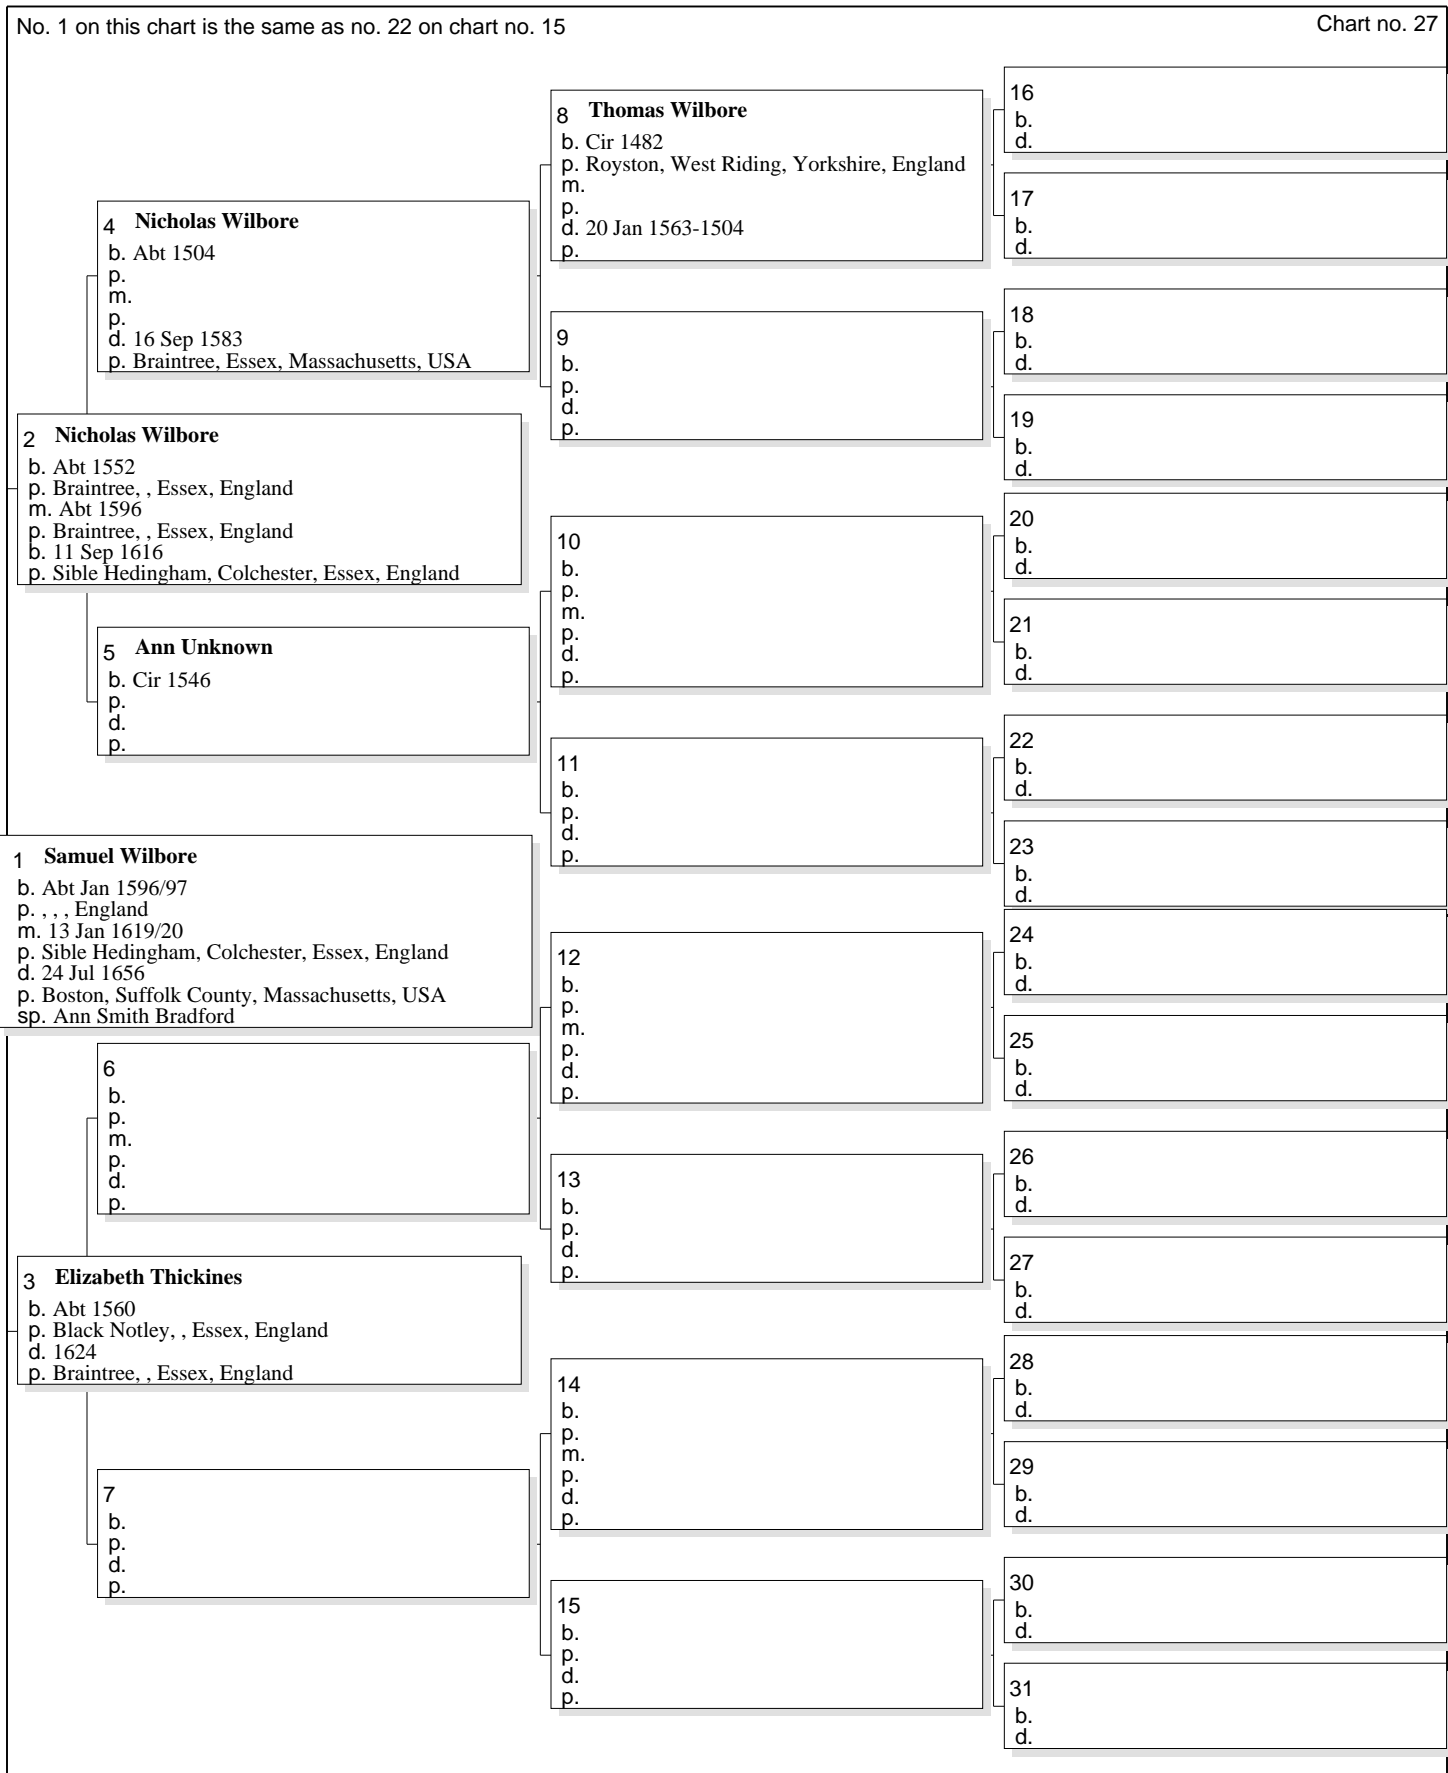 No. 1 on this chart is the same as no. 22 on chart no. 15
Chart no. 27
8 Thomas Wilbore
b. Cir 1482
p. Royston, West Riding, Yorkshire, England
m.
p.
d. 20 Jan 1563-1504
p.
4 Nicholas Wilbore
b. Abt 1504
p.
m.
p.
d. 16 Sep 1583
p. Braintree, Essex, Massachusetts, USA
9
b.
p.
d.
p.
2 Nicholas Wilbore
b. Abt 1552
p. Braintree, , Essex, England
m. Abt 1596
p. Braintree, , Essex, England
b. 11 Sep 1616
p. Sible Hedingham, Colchester, Essex, England
10
b.
p.
m.
p.
d.
p.
5 Ann Unknown
b. Cir 1546
p.
d.
p.
11
b.
p.
d.
p.
1 Samuel Wilbore
b. Abt Jan 1596/97
p. , , , England
m. 13 Jan 1619/20
p. Sible Hedingham, Colchester, Essex, England
d. 24 Jul 1656
p. Boston, Suffolk County, Massachusetts, USA
sp. Ann Smith Bradford
12
b.
p.
m.
p.
d.
p.
6
b.
p.
m.
p.
d.
p.
13
b.
p.
d.
p.
3 Elizabeth Thickines
b. Abt 1560
p. Black Notley, , Essex, England
d. 1624
p. Braintree, , Essex, England
14
b.
p.
m.
p.
d.
p.
7
b.
p.
d.
p.
15
b.
p.
d.
p.
16
b.
d.
17
b.
d.
18
b.
d.
19
b.
d.
20
b.
d.
21
b.
d.
22
b.
d.
23
b.
d.
24
b.
d.
25
b.
d.
26
b.
d.
27
b.
d.
28
b.
d.
29
b.
d.
30
b.
d.
31
b.
d.